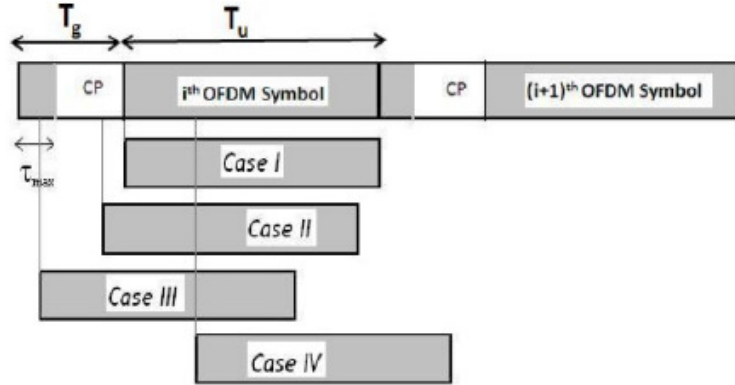 Tg Tu
CP ith OFDM Symbol CP (i+1)th OFDM Symbol
τmax
Case I
Case II
Case III
Case IV